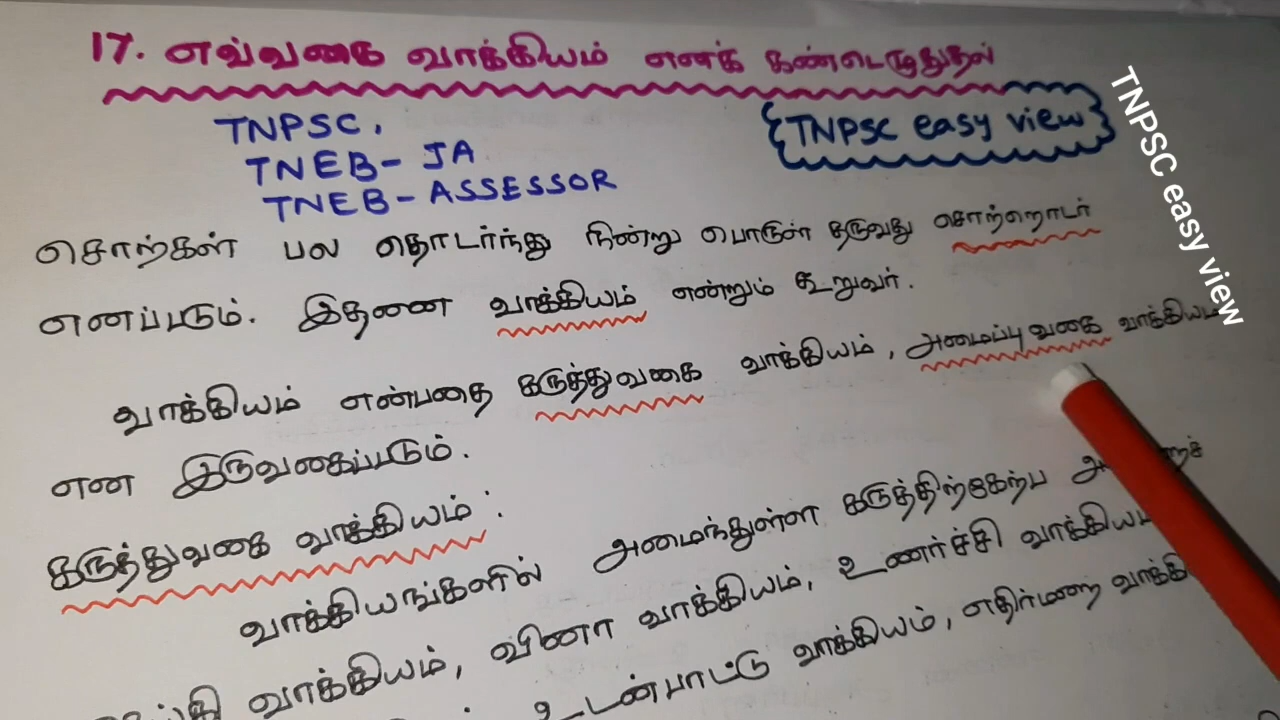 17. எவ்வகை வாக்கியம் எனக் கண்டெழுதுதல்
TNPSC,
TNEB - JA
TNEB - ASSESSOR
TNPSC easy view
TNPSC easy view
சொற்கள் பல தொடர்ந்து நின்று பொருள் தருவது சொற்றொடர்
எனப்படும். இதனை வாக்கியம் என்றும் கூறுவர்.
வாக்கியம் என்பதை கருத்துவகை வாக்கியம், அமைப்பு வகை வாக்கியம்
என இருவகைப்படும்.
கருத்துவகை வாக்கியம் :
வாக்கியங்களில் அமைந்துள்ள கருத்திற்கேற்ப
வாக்கியம், வினா வாக்கியம், உணர்ச்சி வாக்கியம்
உடன்பாட்டு வாக்கியம், எதிர்மறை